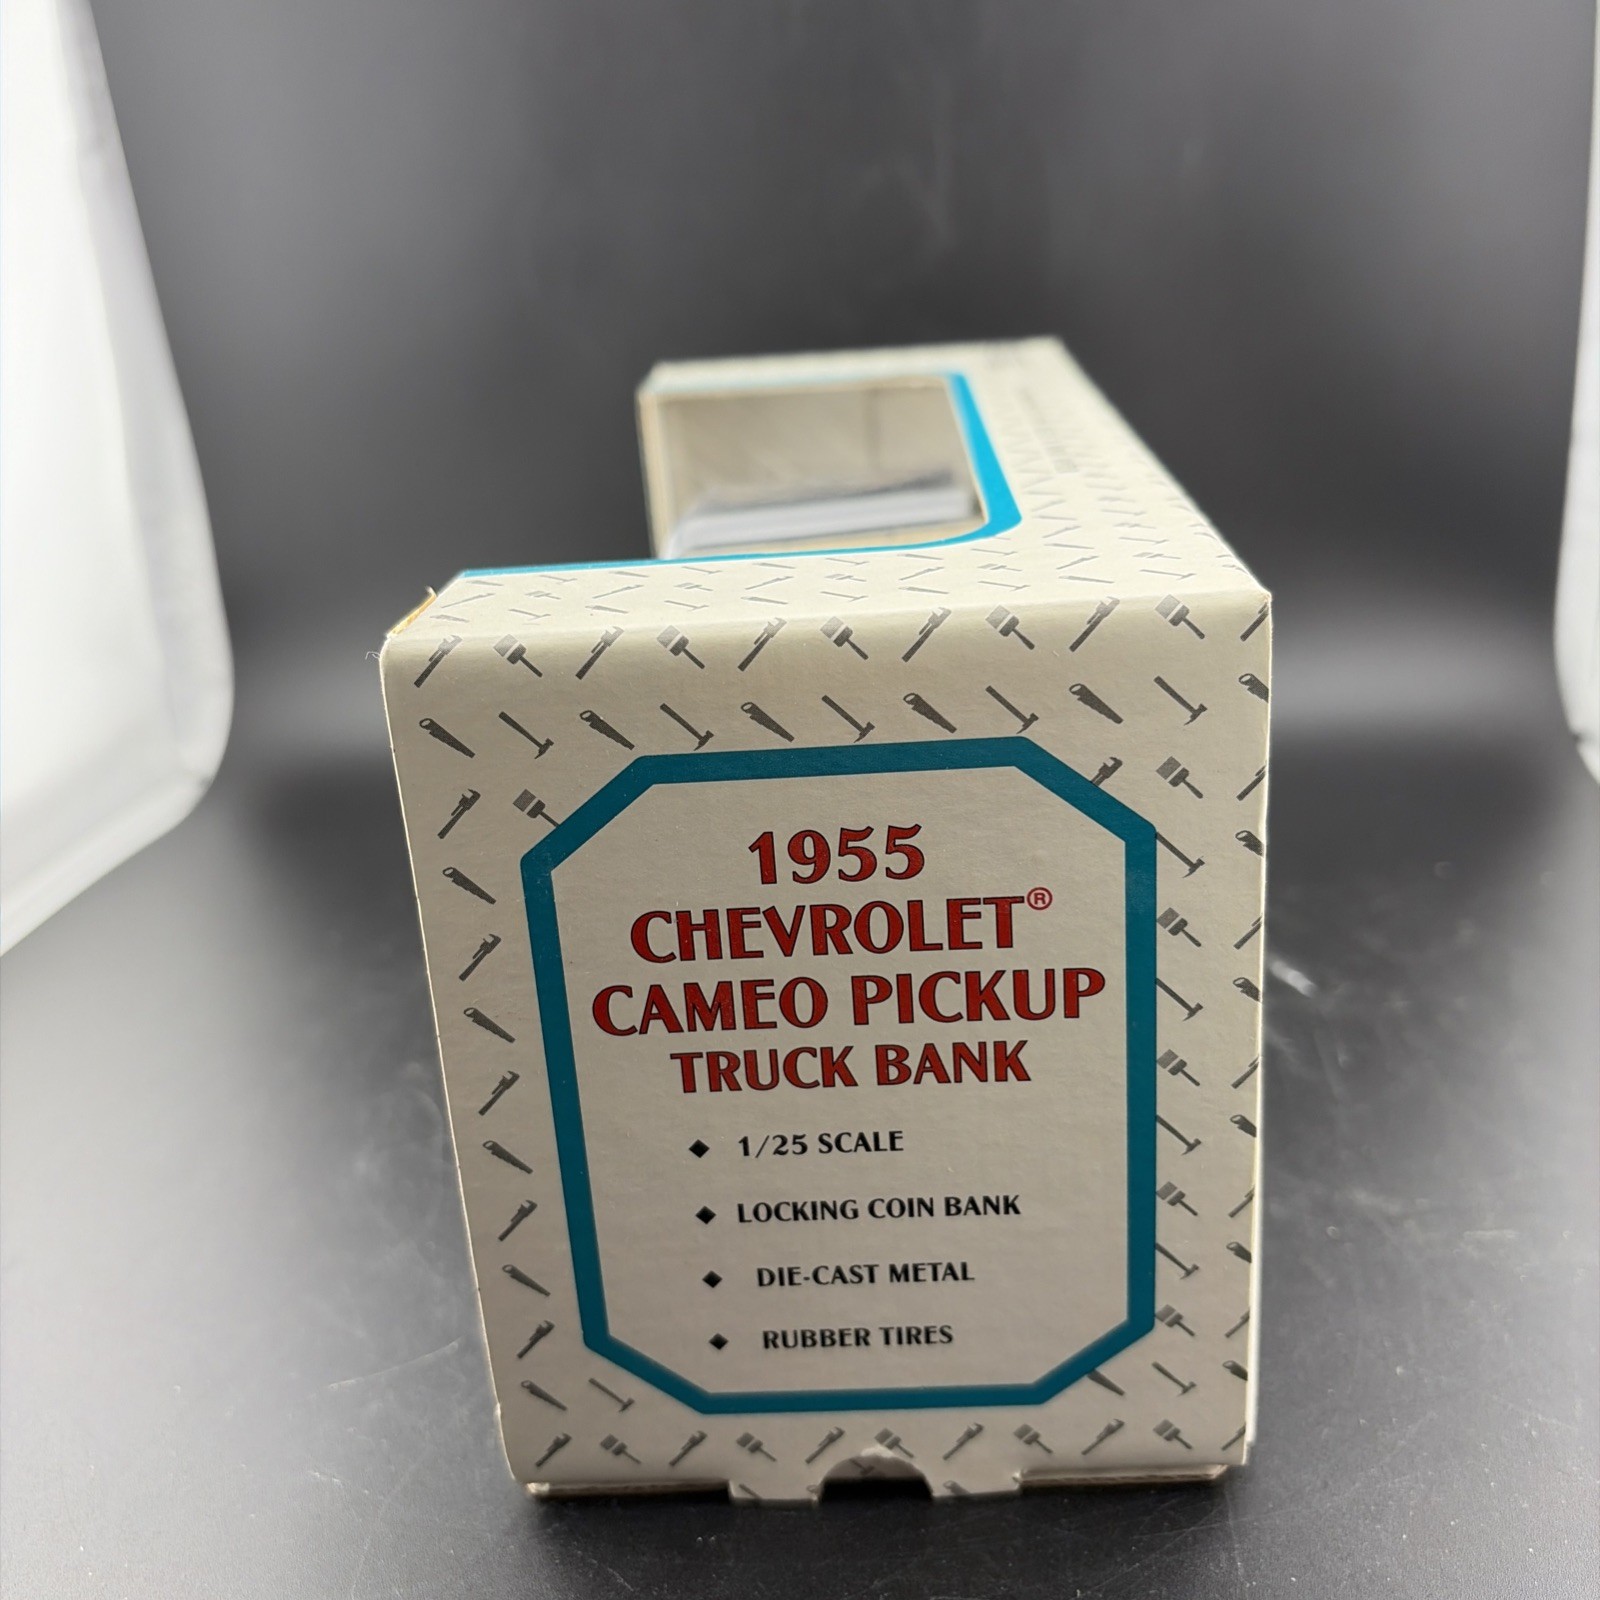 1955
CHEVROLET®
CAMEO PICKUP
TRUCK BANK
◆ 1/25 SCALE
◆ LOCKING COIN BANK
◆ DIE-CAST METAL
◆ RUBBER TIRES